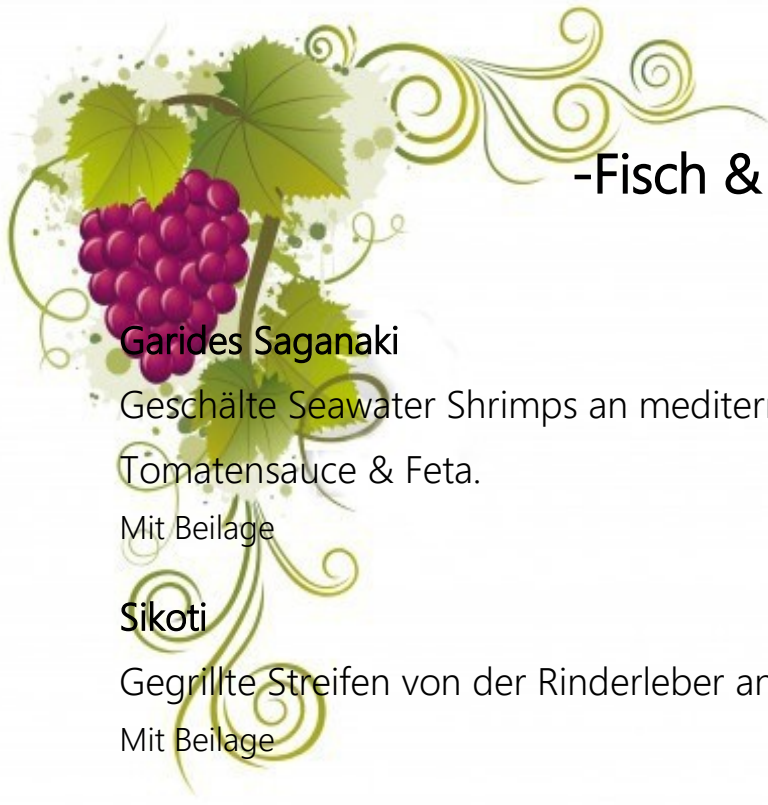 -Fisch &
Garides Saganaki
Geschälte Seawater Shrimps an mediterr
Tomatensauce & Feta.
Mit Beilage
Sikoti
Gegrillte Streifen von der Rinderleber an
Mit Beilage